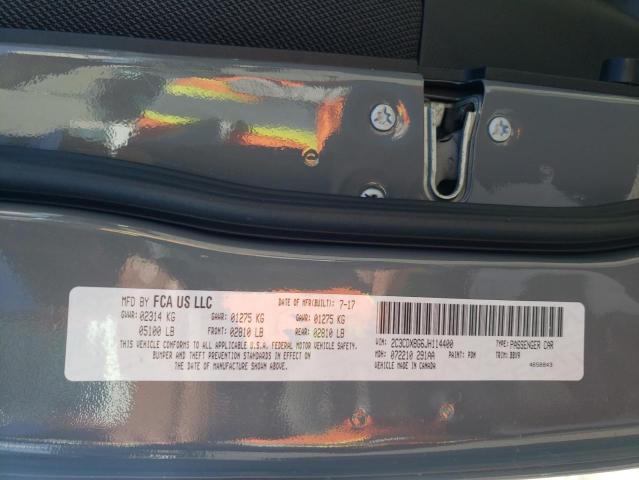 MFD BY FCA US LLC DATE OF MFR(BUILT): 7-17
GVWR: 02314 KG GAWR: 01275 KG GAWR: 01275 KG
05100 LB FRONT: 02810 LB REAR: 02810 LB
THIS VEHICLE CONFORMS TO ALL APPLICABLE U.S.A. FEDERAL MOTOR VEHICLE SAFETY,
BUMPER AND THEFT PREVENTION STANDARDS IN EFFECT ON
THE DATE OF MANUFACTURE SHOWN ABOVE.
VIN: 2C3CDXBG6JH114400 TYPE: PASSENGER CAR
MDH: 072210 291AA PAINT: PDN TRIM: BBV9
VEHICLE MADE IN CANADA 4658843